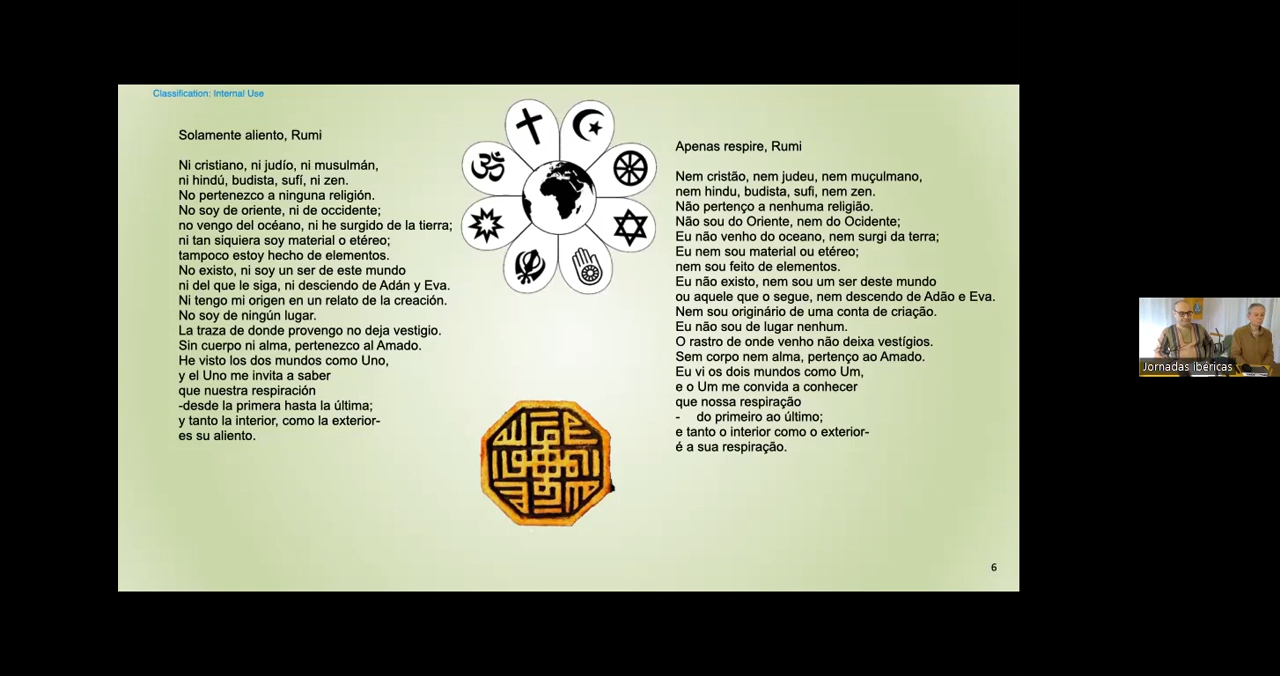 Classification: Internal Use
Solamente aliento, Rumi
Ni cristiano, ni judío, ni musulmán,
ni hindú, budista, sufí, ni zen.
No pertenezco a ninguna religión.
No soy de oriente, ni de occidente;
no vengo del océano, ni he surgido de la tierra;
ni tan siquiera soy material o etéreo;
tampoco estoy hecho de elementos.
No existo, ni soy un ser de este mundo
ni del que le siga, ni desciendo de Adán y Eva.
Ni tengo mi origen en un relato de la creación.
No soy de ningún lugar.
La traza de donde provengo no deja vestigio.
Sin cuerpo ni alma, pertenezco al Amado.
He visto los dos mundos como Uno,
y el Uno me invita a saber
que nuestra respiración
-desde la primera hasta la última;
y tanto la interior, como la exterior-
es su aliento.
Apenas respire, Rumi
Nem cristão, nem judeu, nem muçulmano,
nem hindu, budista, sufi, nem zen.
Não pertenço a nenhuma religião.
Não sou do Oriente, nem do Ocidente;
Eu não venho do oceano, nem surgi da terra;
Eu nem sou material ou etéreo;
nem sou feito de elementos.
Eu não existo, nem sou um ser deste mundo
ou aquele que o segue, nem descendo de Adão e Eva.
Nem sou originário de uma conta de criação.
Eu não sou de lugar nenhum.
O rastro de onde venho não deixa vestígios.
Sem corpo nem alma, pertenço ao Amado.
Eu vi os dois mundos como Um,
e o Um me convida a conhecer
que nossa respiração
- do primeiro ao último;
e tanto o interior como o exterior-
é a sua respiração.
6
Jornadas ibéricas